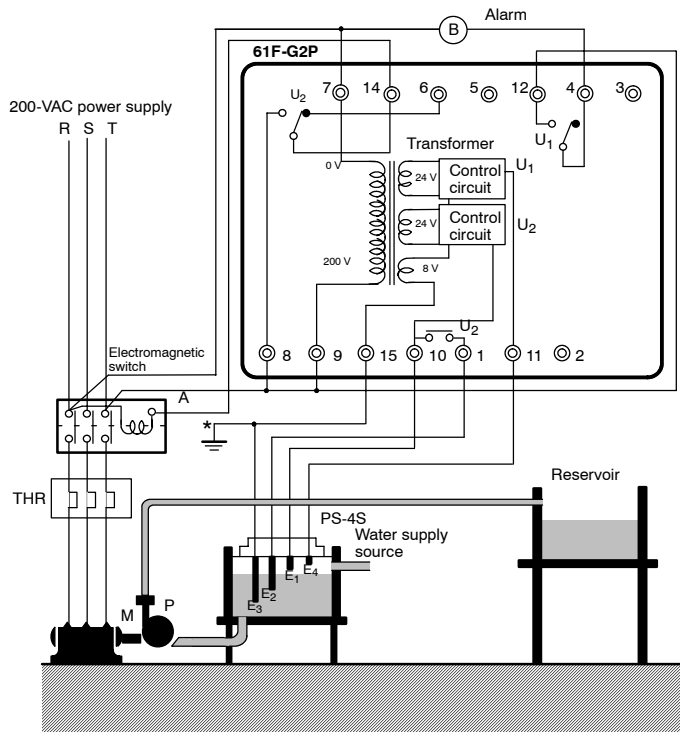 B
Alarm
61F-G2P
200-VAC power supply
R S T
7
14
6
5
12
4
3
U2
U1
Transformer
0 V
24 V
Control
circuit
U1
24 V
Control
circuit
U2
200 V
8 V
U2
8
9
15
10
1
11
2
Electromagnetic
switch
A
*
THR
Reservoir
PS-4S
Water supply
source
E3
E2
E1
E4
M
P